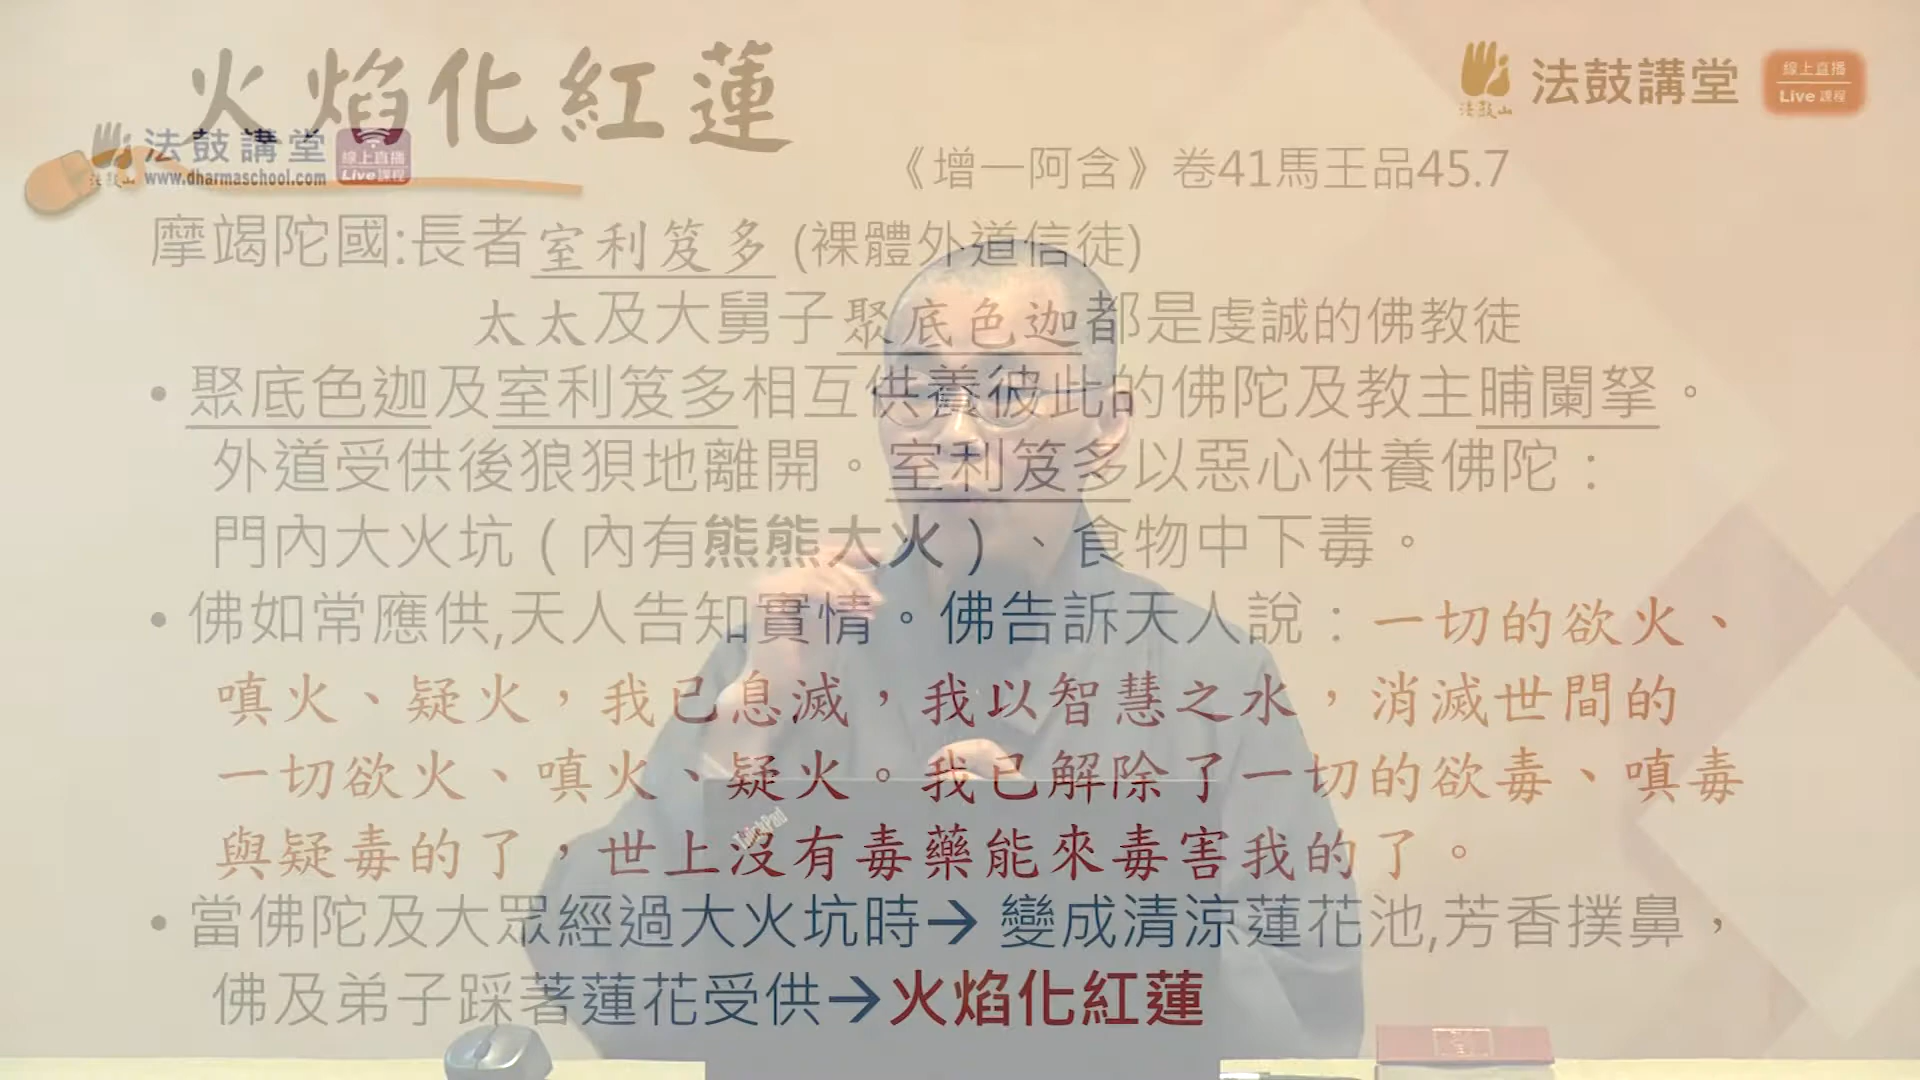 火焰化紅蓮
法鼓山
法鼓講堂
線上直播
Live 課程
法鼓講堂
www.dharmaschool.com
線上直播
Live課程
法鼓山
《增一阿含》卷41馬王品45.7
摩竭陀國:長者室利笈多 (裸體外道信徒)
太太及大舅子聚底色迦都是虔誠的佛教徒
• 聚底色迦及室利笈多相互供養彼此的佛陀及教主晡闌拏。
外道受供後狼狽地離開。室利笈多以惡心供養佛陀：
門內大火坑（內有熊熊大火）、食物中下毒。
• 佛如常應供,天人告知實情。佛告訴天人說：一切的欲火、
嗔火、疑火，我已息滅，我以智慧之水，消滅世間的
一切欲火、嗔火、疑火。我已解除了一切的欲毒、嗔毒
與疑毒的了，世上沒有毒藥能來毒害我的了。
• 當佛陀及大眾經過大火坑時→ 變成清涼蓮花池,芳香撲鼻，
佛及弟子踩著蓮花受供→火焰化紅蓮